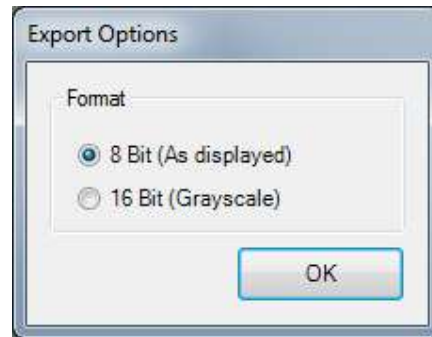 Export Options
Format
8 Bit (As displayed)
16 Bit (Grayscale)
OK